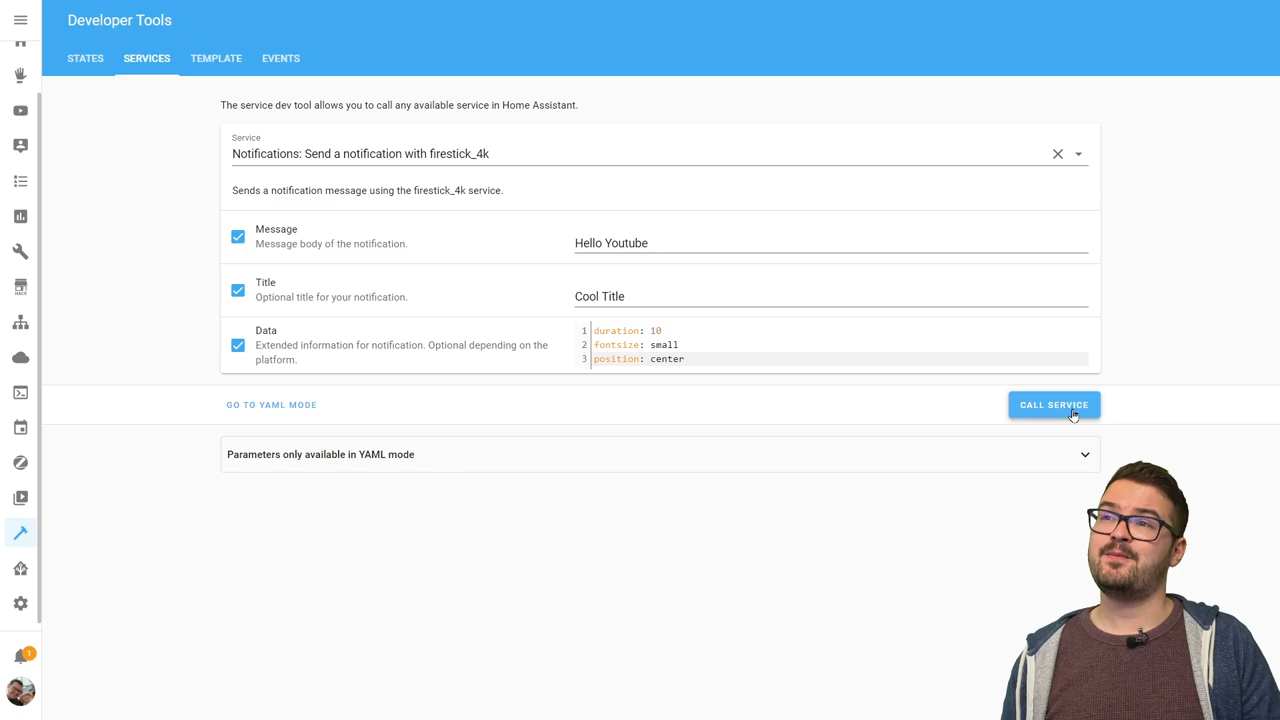 Developer Tools
STATES
SERVICES
TEMPLATE
EVENTS
The service dev tool allows you to call any available service in Home Assistant.
Service
Notifications: Send a notification with firestick_4k
Sends a notification message using the firestick_4k service.
Message
Message body of the notification.
Hello Youtube
Title
Optional title for your notification.
Cool Title
Data
Extended information for notification. Optional depending on the
platform.
1 duration: 10
2 fontsize: small
3 position: center
GO TO YAML MODE
CALL SERVICE
Parameters only available in YAML mode
HACS
1